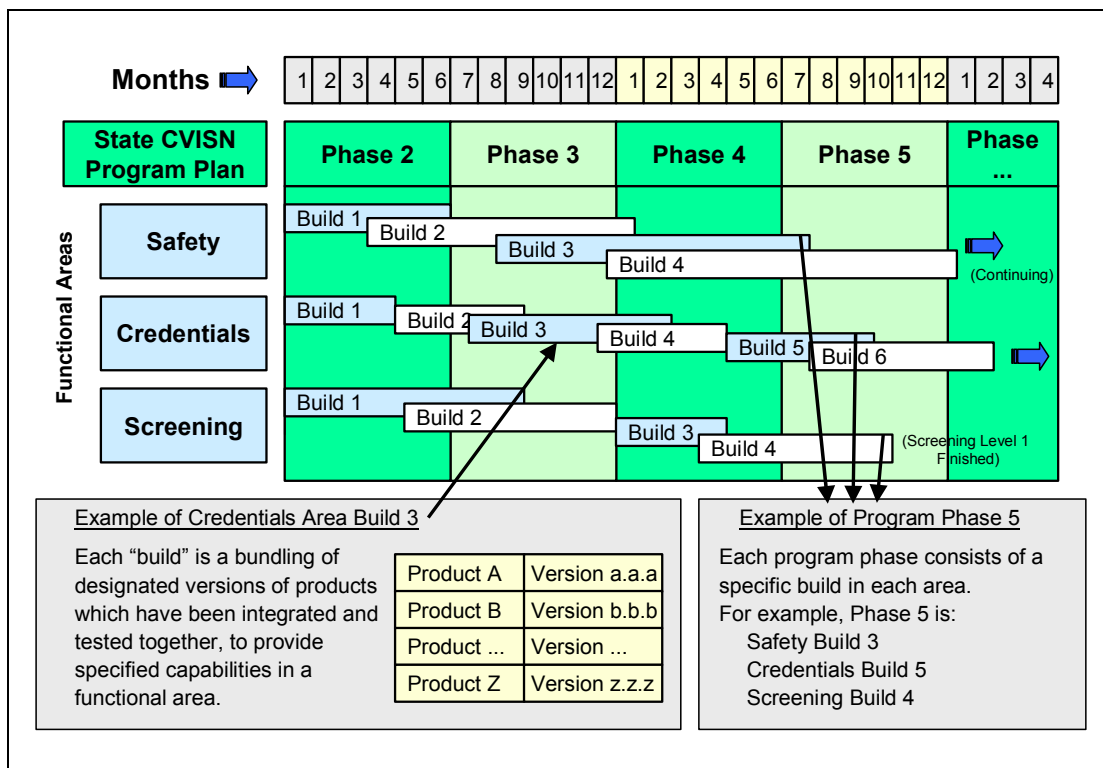 Months
1 2 3 4 5 6 7 8 9 10 11 12 1 2 3 4 5 6 7 8 9 10 11 12 1 2 3 4
State CVISN
Program Plan
Phase 2
Phase 3
Phase 4
Phase 5
Phase
...
Functional Areas
Safety
Build 1
Build 2
Build 3
Build 4
(Continuing)
Credentials
Build 1
Build 2
Build 3
Build 4
Build 5
Build 6
Screening
Build 1
Build 2
Build 3
Build 4
(Screening Level 1
Finished)
Example of Credentials Area Build 3
Each “build” is a bundling of
designated versions of products
which have been integrated and
tested together, to provide
specified capabilities in a
functional area.
Product A Version a.a.a
Product B Version b.b.b
Product ... Version ...
Product Z Version z.z.z
Example of Program Phase 5
Each program phase consists of a
specific build in each area.
For example, Phase 5 is:
Safety Build 3
Credentials Build 5
Screening Build 4